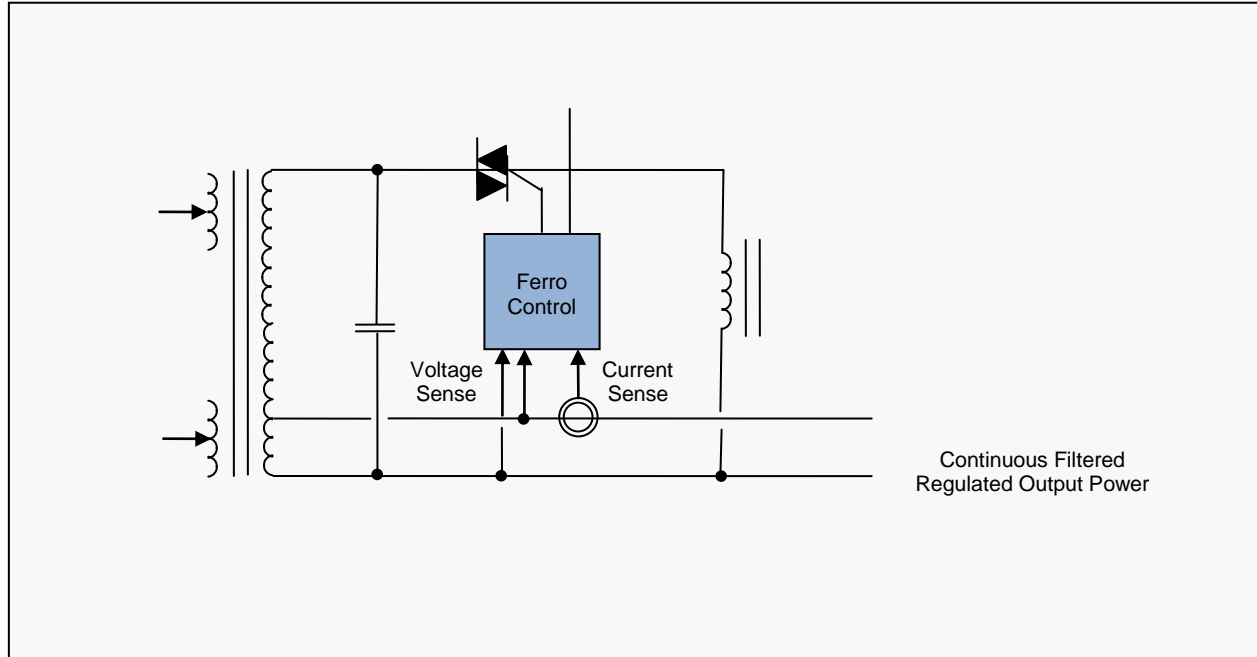 Ferro
Control
Voltage
Sense
Current
Sense
Continuous Filtered
Regulated Output Power